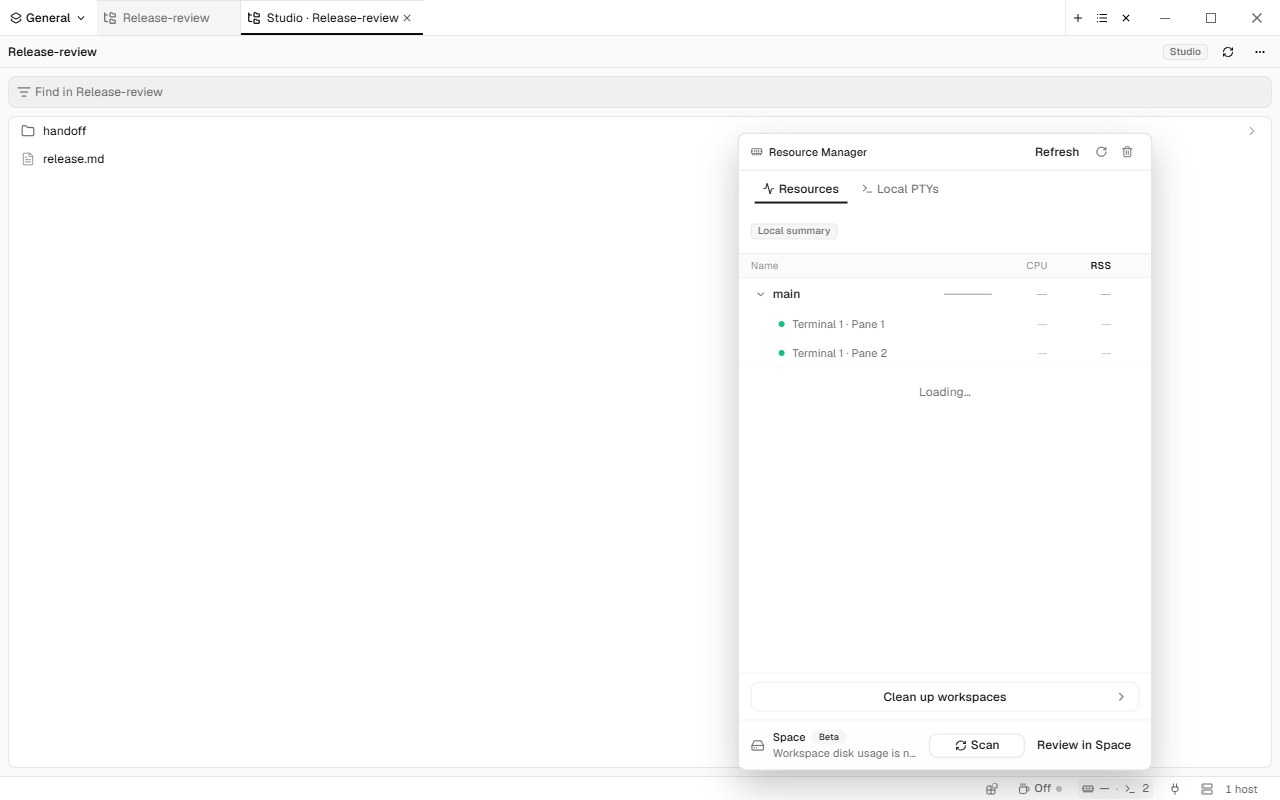 General
Release-review
Studio · Release-review
Release-review
Studio
Find in Release-review
handoff
release.md
Resource Manager
Refresh
Resources
Local PTYs
Local summary
Name CPU RSS
main — —
Terminal 1 · Pane 1 — —
Terminal 1 · Pane 2 — —
Loading…
Clean up workspaces
Space Beta
Workspace disk usage is n…
Scan
Review in Space
Off
— · 2
1 host